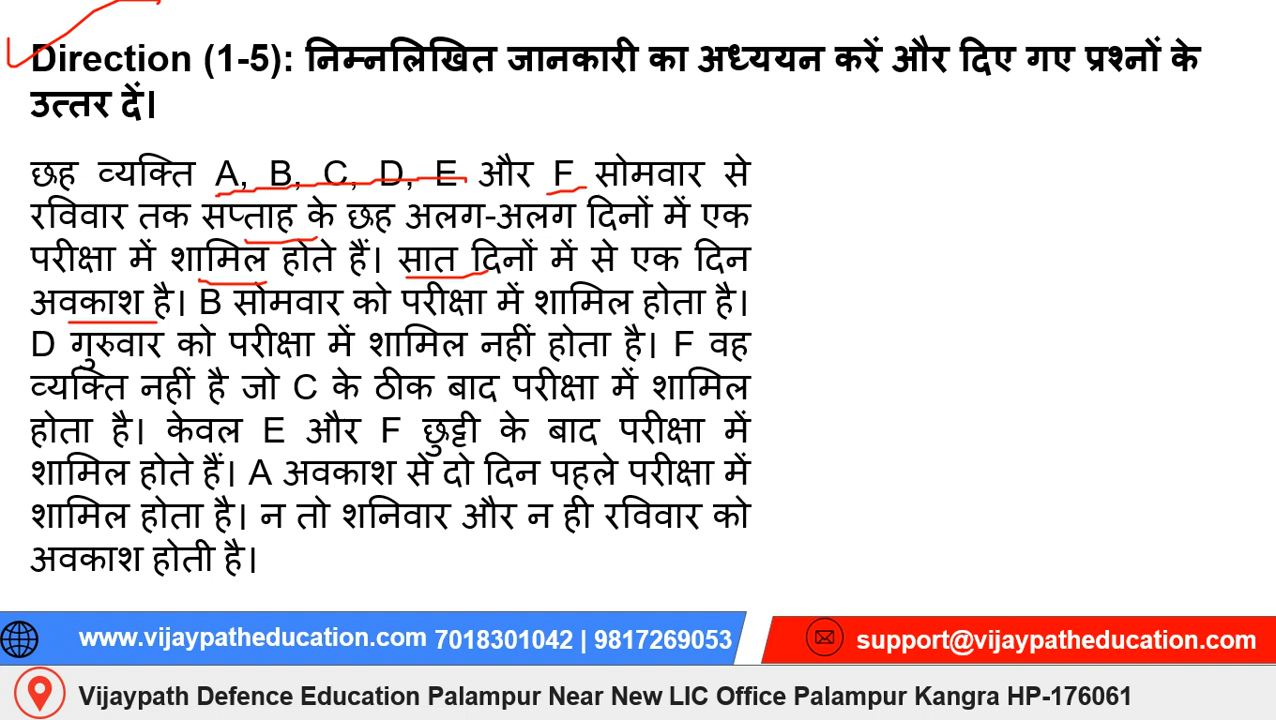 Direction (1-5): निम्नलिखित जानकारी का अध्ययन करें और दिए गए प्रश्नों के
उत्तर दें।
छह व्यक्ति A, B, C, D, E और F सोमवार से
रविवार तक सप्ताह के छह अलग-अलग दिनों में एक
परीक्षा में शामिल होते हैं। सात दिनों में से एक दिन
अवकाश है। B सोमवार को परीक्षा में शामिल होता है।
D गुरुवार को परीक्षा में शामिल नहीं होता है। F वह
व्यक्ति नहीं है जो C के ठीक बाद परीक्षा में शामिल
होता है। केवल E और F छुट्टी के बाद परीक्षा में
शामिल होते हैं। A अवकाश से दो दिन पहले परीक्षा में
शामिल होता है। न तो शनिवार और न ही रविवार को
अवकाश होती है।
www.vijaypatheducation.com 7018301042 | 9817269053
support@vijaypatheducation.com
Vijaypath Defence Education Palampur Near New LIC Office Palampur Kangra HP-176061